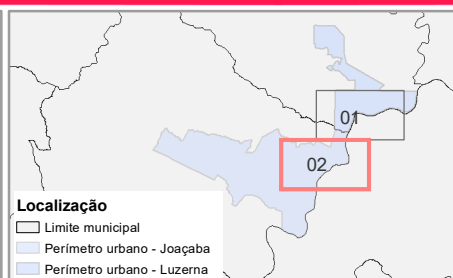 01
02
Localização
Limite municipal
Perímetro urbano - Joaçaba
Perímetro urbano - Luzerna